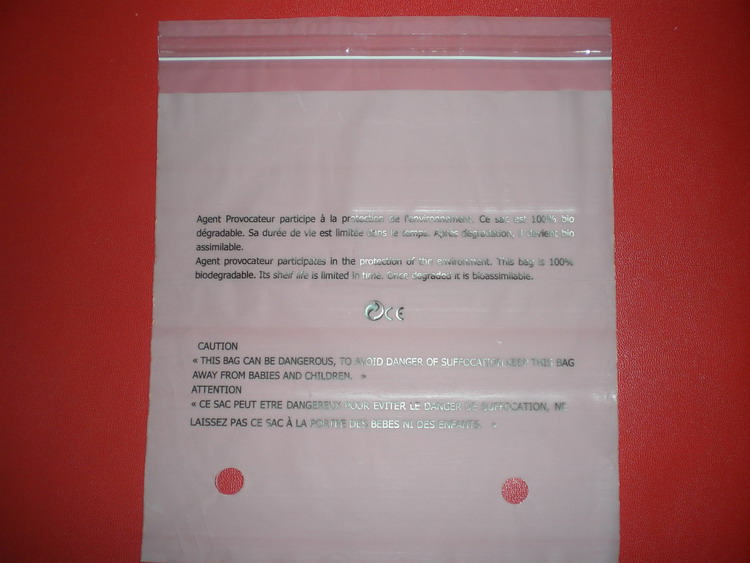 Agent Provocateur participe à la protection de l'environnement. Ce sac est 100% bio
dégradable. Sa durée de vie est limitée dans le temps. Après dégradation, il devient bio
assimilable.
Agent provocateur participates in the protection of the environment. This bag is 100%
biodegradable. Its shelf life is limited in time. Once degraded it is bioassimilable.
CE
CAUTION
« THIS BAG CAN BE DANGEROUS, TO AVOID DANGER OF SUFFOCATION KEEP THIS BAG
AWAY FROM BABIES AND CHILDREN. »
ATTENTION
« CE SAC PEUT ETRE DANGEREUX POUR EVITER LE DANGER DE SUFFOCATION, NE
LAISSEZ PAS CE SAC À LA PORTIVE DES BEBES NI DES ENFANTS. »